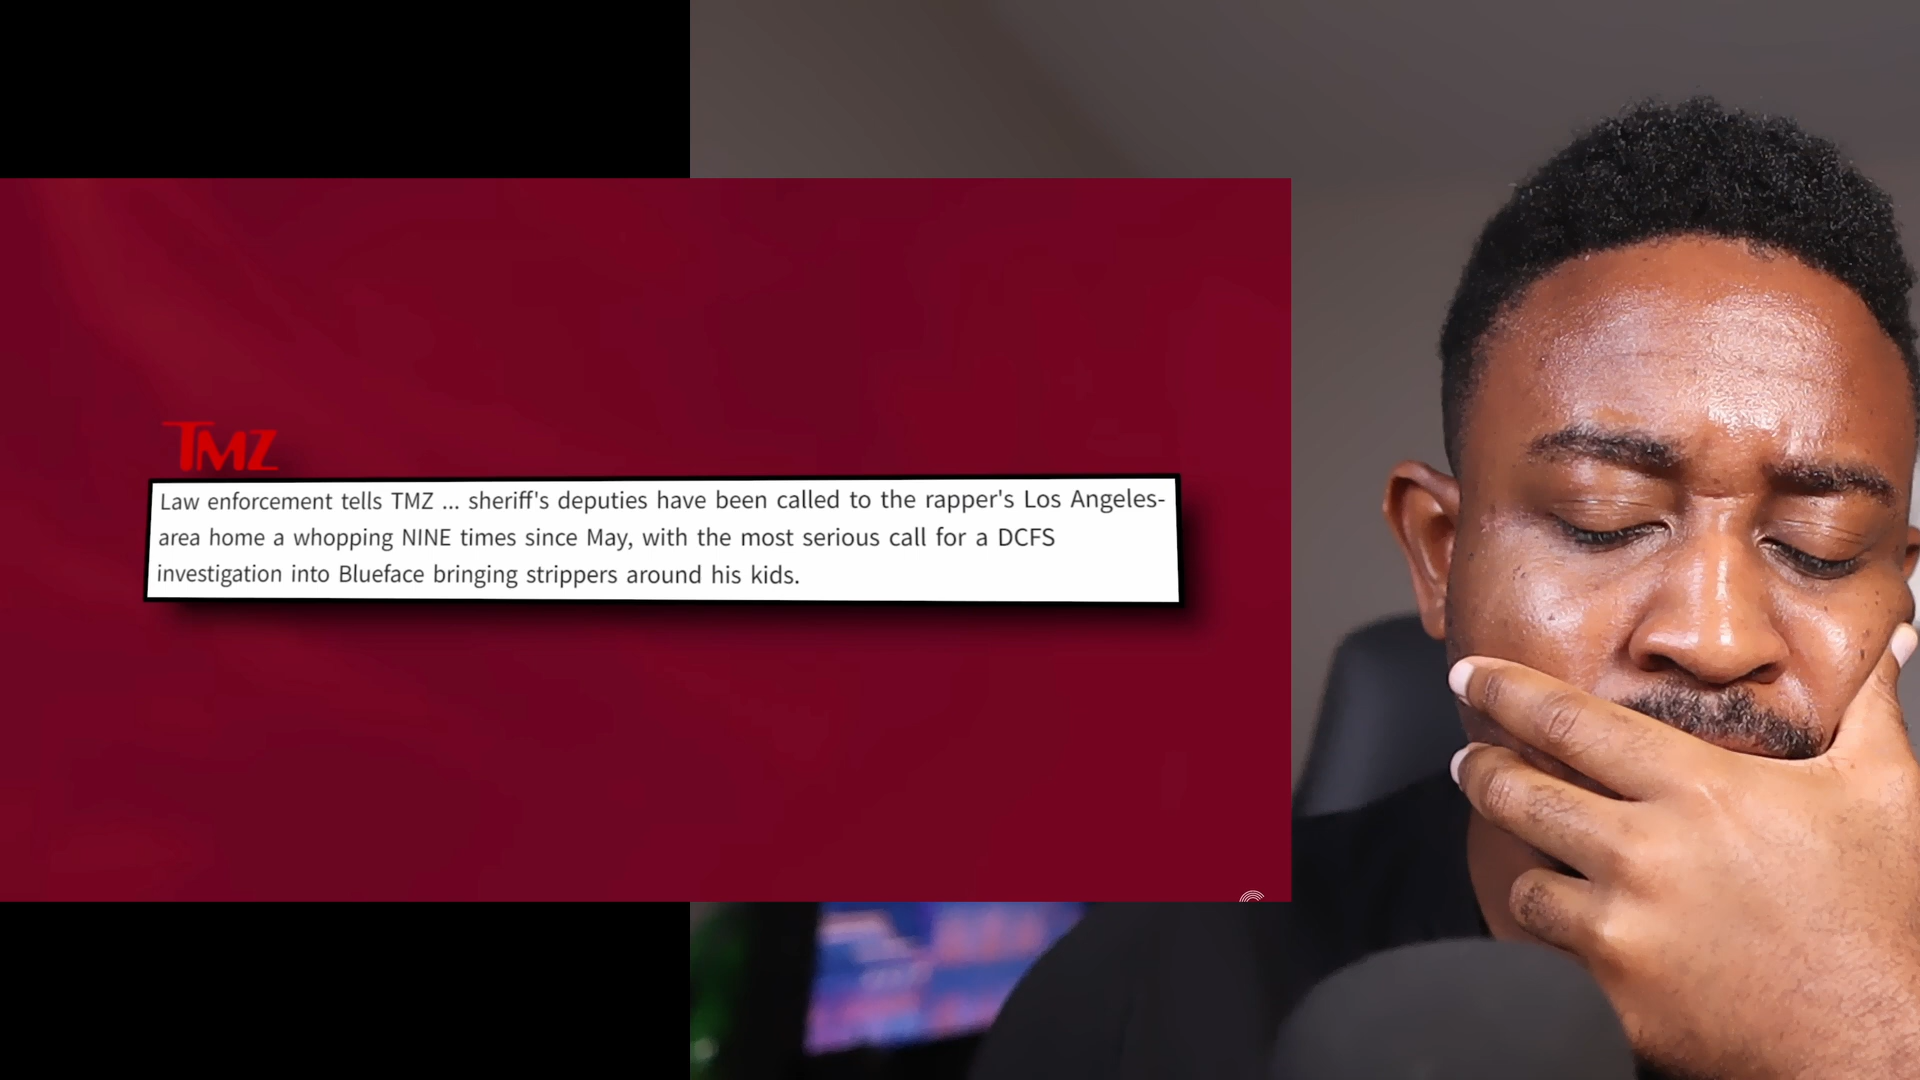 TMZ
Law enforcement tells TMZ ... sheriff's deputies have been called to the rapper's Los Angeles-
area home a whopping NINE times since May, with the most serious call for a DCFS
investigation into Blueface bringing strippers around his kids.